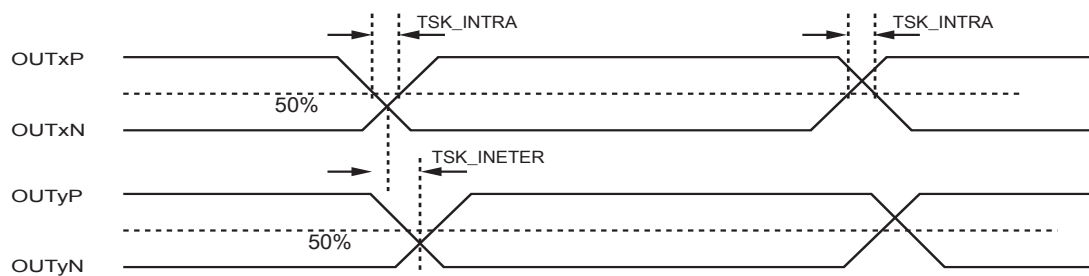 TSK_INTRA
TSK_INTRA
OUTxP
50%
OUTxN
TSK_INETER
OUTyP
50%
OUTyN